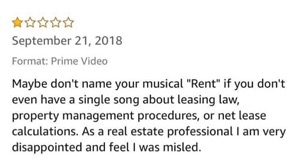 September 21, 2018
Format: Prime Video
Maybe don't name your musical "Rent" if you don't
even have a single song about leasing law,
property management procedures, or net lease
calculations. As a real estate professional I am very
disappointed and feel I was misled.